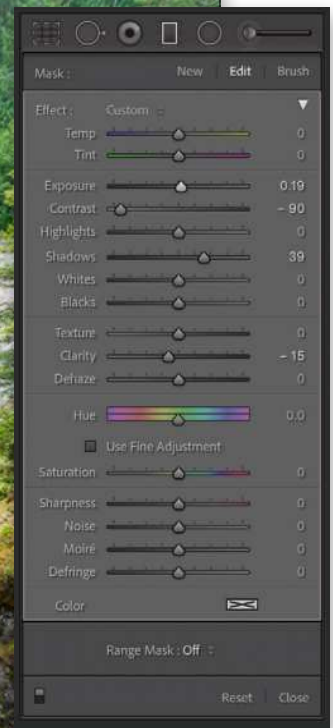 Mask : New Edit Brush
Effect : Custom
Temp 0
Tint 0
Exposure 0.19
Contrast – 90
Highlights 0
Shadows 39
Whites 0
Blacks 0
Texture 0
Clarity – 15
Dehaze 0
Hue 0.0
Use Fine Adjustment
Saturation 0
Sharpness 0
Noise 0
Moiré 0
Defringe 0
Color
Range Mask : Off
Reset Close